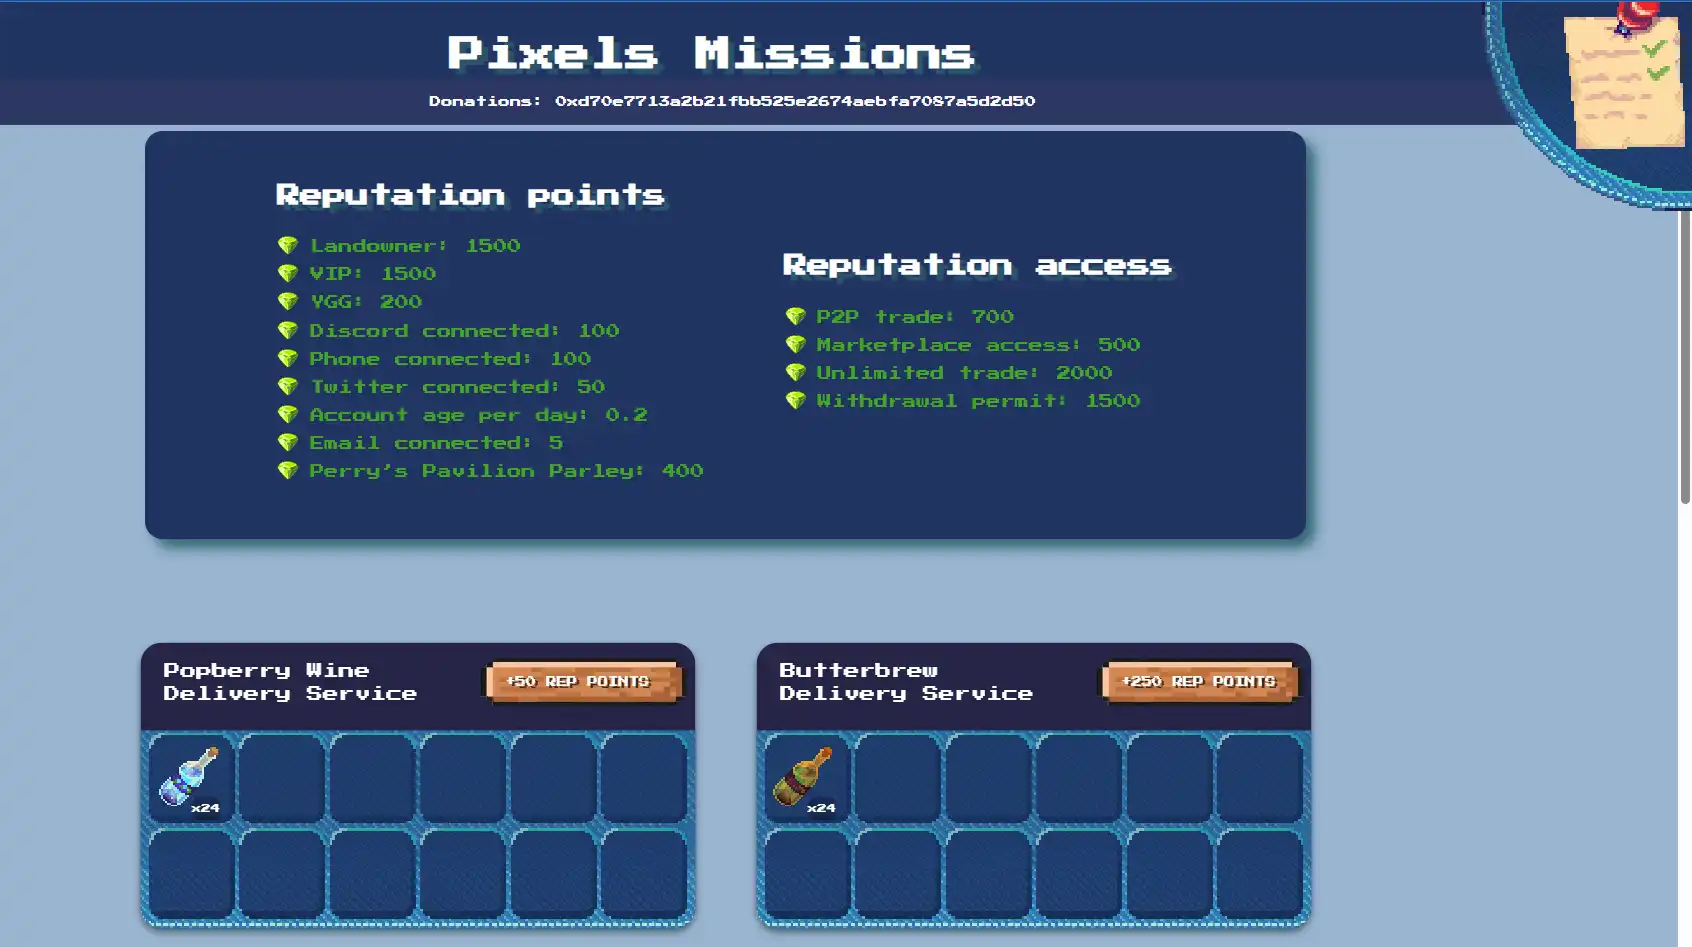 Pixels Missions
Donations: 0xd70e7713a2b21fbb525e2674aebfa7087a5d2d50
Reputation points
Landowner: 1500
VIP: 1500
YGG: 200
Discord connected: 100
Phone connected: 100
Twitter connected: 50
Account age per day: 0.2
Email connected: 5
Perry's Pavilion Parley: 400
Reputation access
P2P trade: 700
Marketplace access: 500
Unlimited trade: 2000
Withdrawal permit: 1500
Popberry Wine
Delivery Service
+50 REP POINTS
x24
Butterbrew
Delivery Service
+250 REP POINTS
x24